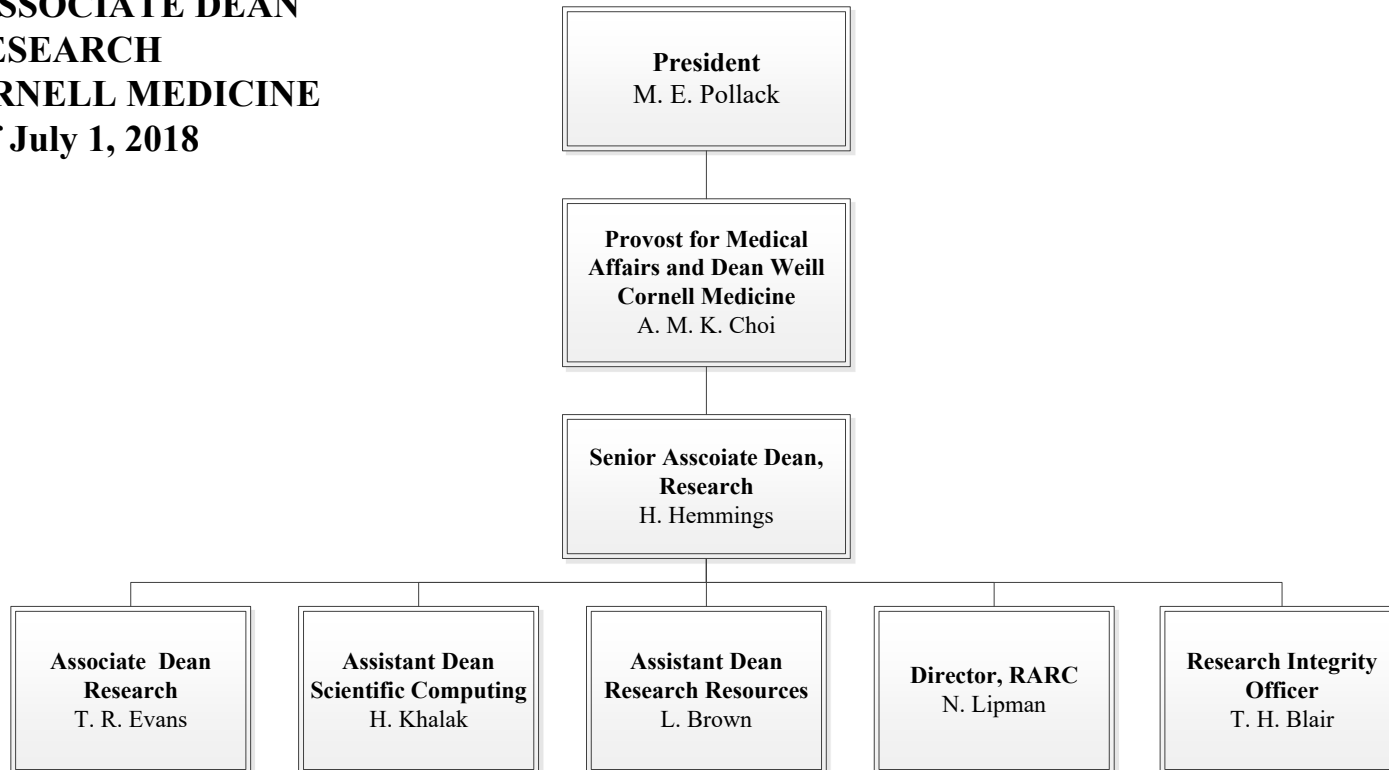 SSOCIATE DEAN
ESEARCH
RNELL MEDICINE
July 1, 2018
President
M. E. Pollack
Provost for Medical
Affairs and Dean Weill
Cornell Medicine
A. M. K. Choi
Senior Asscoiate Dean,
Research
H. Hemmings
Associate Dean
Research
T. R. Evans
Assistant Dean
Scientific Computing
H. Khalak
Assistant Dean
Research Resources
L. Brown
Director, RARC
N. Lipman
Research Integrity
Officer
T. H. Blair